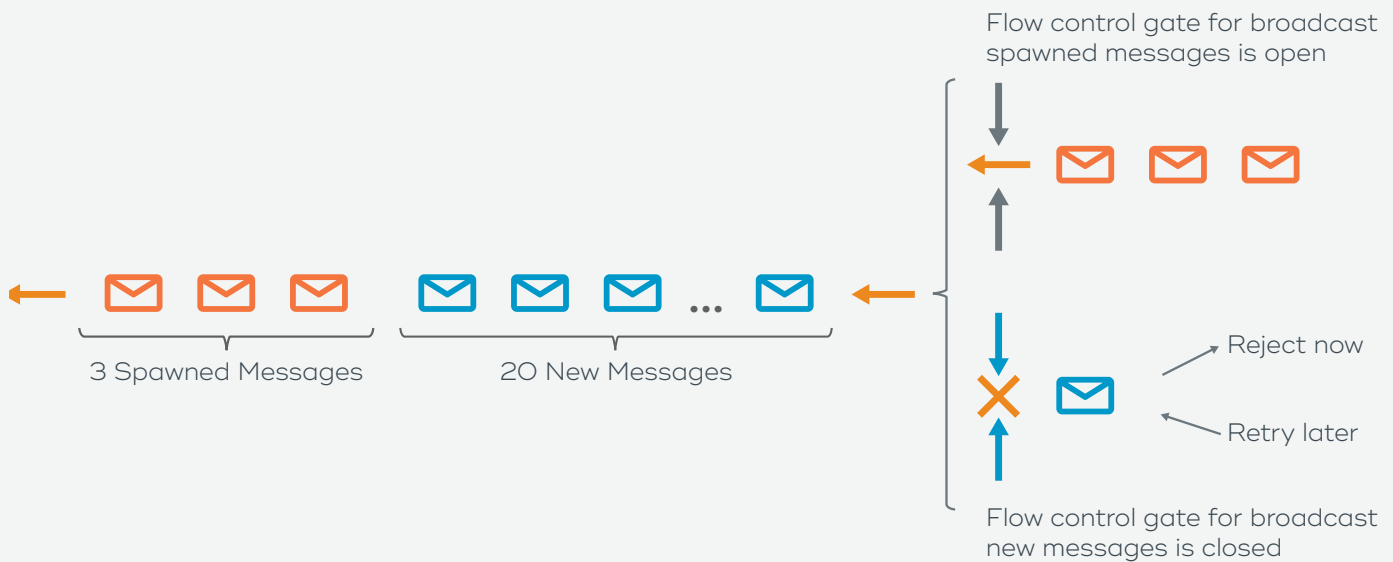 Flow control gate for broadcast
spawned messages is open
...
3 Spawned Messages
20 New Messages
Reject now
Retry later
Flow control gate for broadcast
new messages is closed